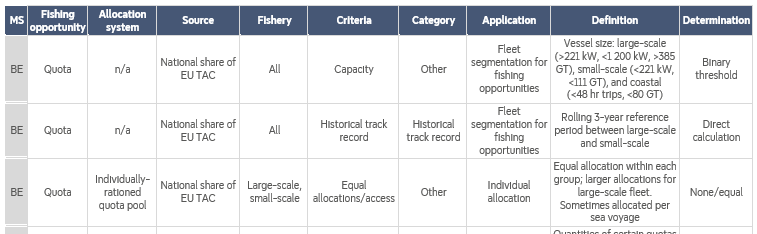 MS Fishing opportunity Allocation system Source Fishery Criteria Category Application Definition Determination
BE Quota n/a National share of EU TAC All Capacity Other Fleet segmentation for fishing opportunities Vessel size: large-scale (>221 kW, <1 200 kW, >385 GT), small-scale (<221 kW, <111 GT), and coastal (<48 hr trips, <80 GT) Binary threshold
BE Quota n/a National share of EU TAC All Historical track record Historical track record Fleet segmentation for fishing opportunities Rolling 3-year reference period between large-scale and small-scale Direct calculation
BE Quota Individually-rationed quota pool National share of EU TAC Large-scale, small-scale Equal allocations/access Other Individual allocation Equal allocation within each group; larger allocations for large-scale fleet. Sometimes allocated per sea voyage None/equal
Quantities of certain quotas